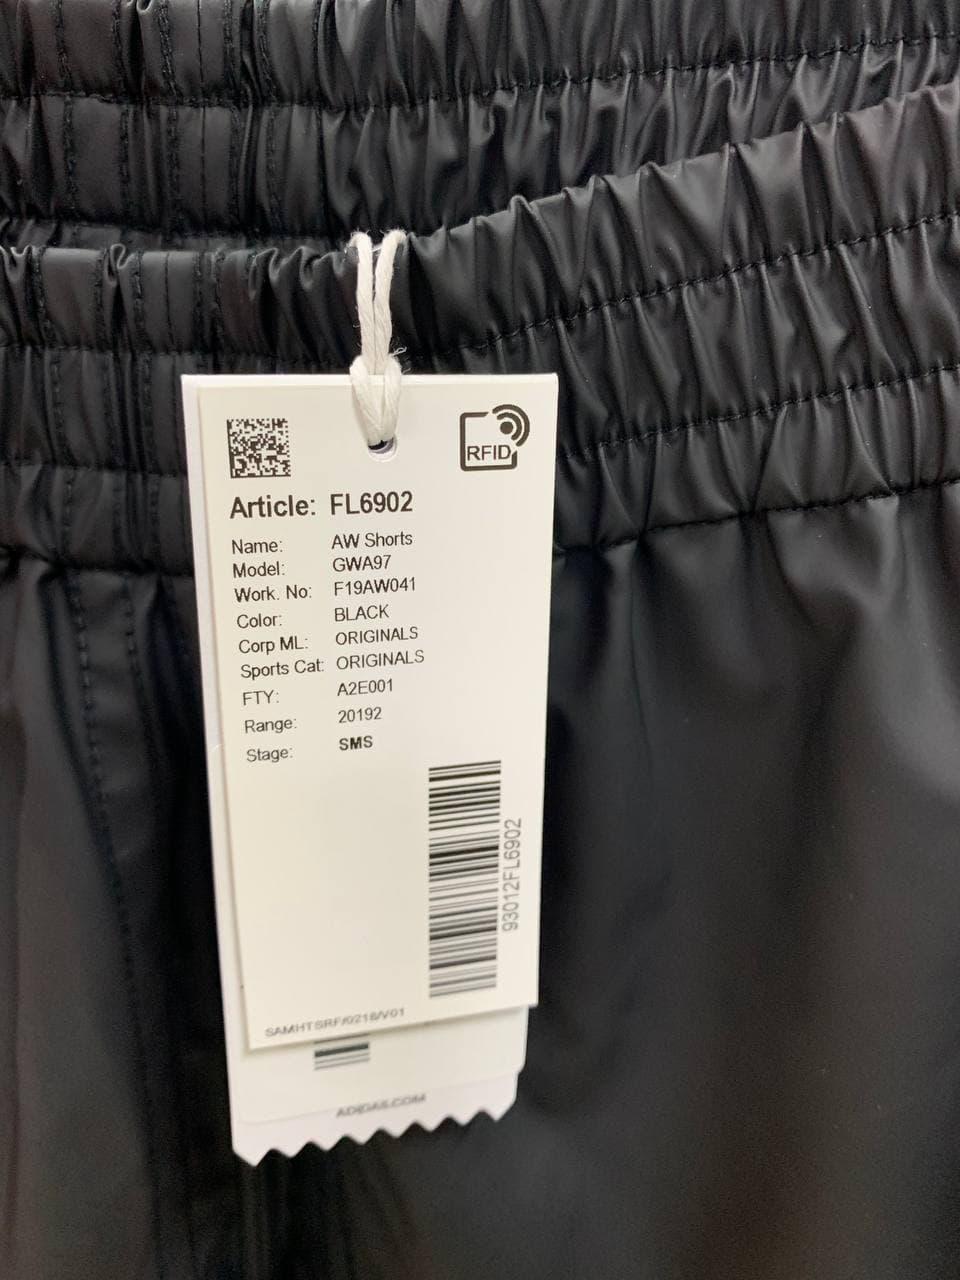 RFID
Article: FL6902
Name: AW Shorts
Model: GWA97
Work. No: F19AW041
Color: BLACK
Corp ML: ORIGINALS
Sports Cat: ORIGINALS
FTY: A2E001
Range: 20192
Stage: SMS
93012FL6902
SAMHTSRF/0218/V01
ADIDAS.COM